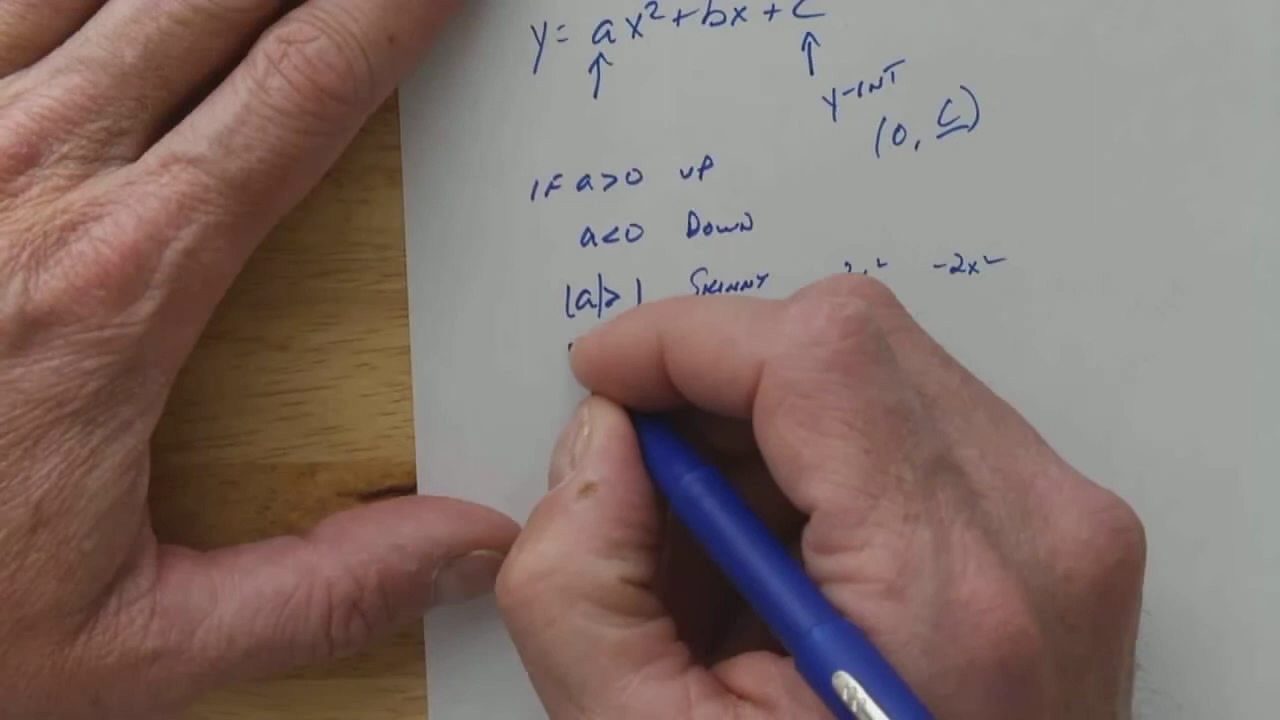 y = ax² + bx + c
↑ ↑
Y-INT
(0, C)
IF a>0 UP
a<0 DOWN
|a|>1 SKINNY -2x²